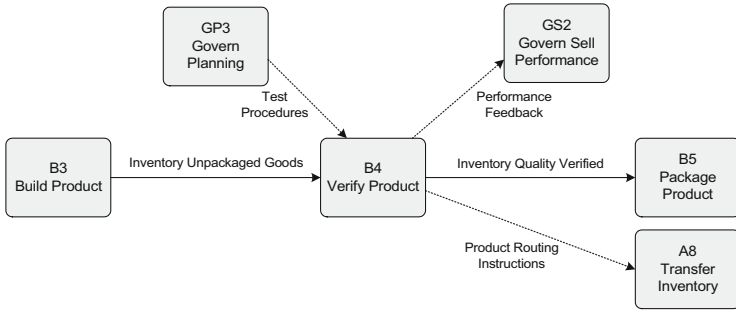 GP3
Govern
Planning
GS2
Govern Sell
Performance
Test
Procedures
Performance
Feedback
B3
Build Product
Inventory Unpackaged Goods
B4
Verify Product
Inventory Quality Verified
B5
Package
Product
Product Routing
Instructions
A8
Transfer
Inventory